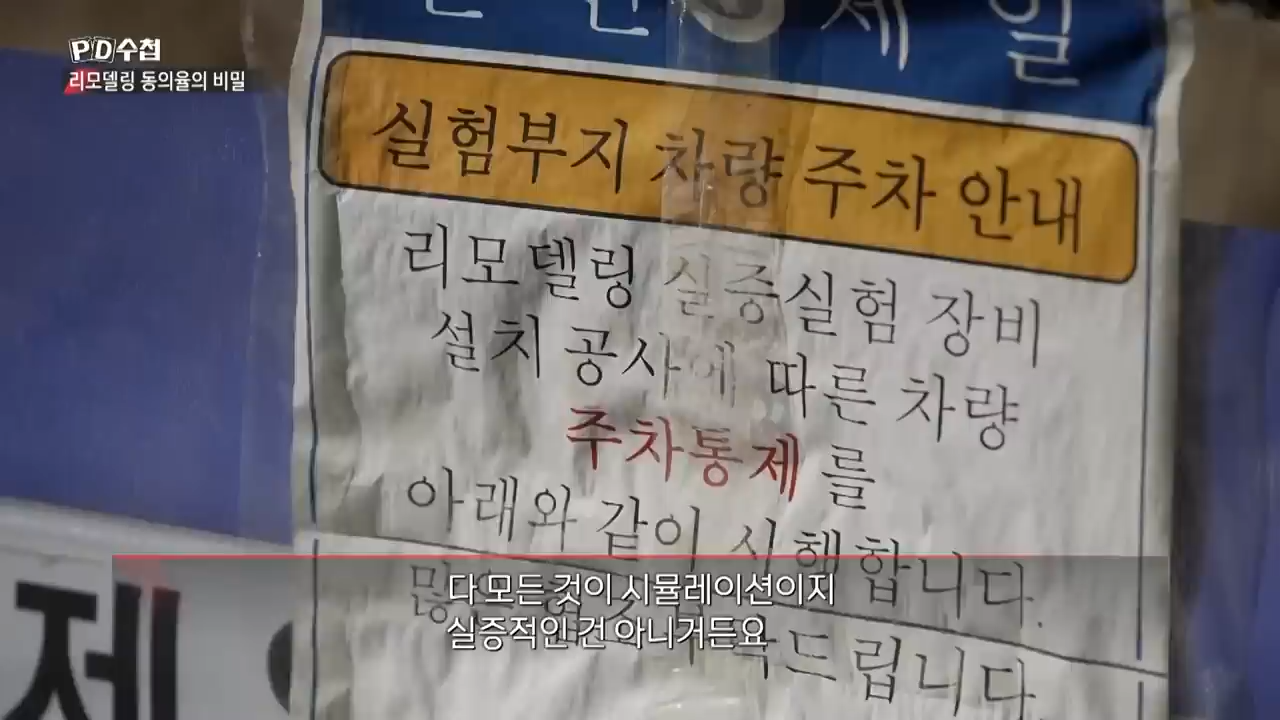 PD수첩
리모델링 동의율의 비밀
제일
실험부지 차량 주차 안내
리모델링 실증실험 장비
설치 공사에 따른 차량
주차통제를
아래와 같이 시행합니다.
다 모든 것이 시뮬레이션이지
실증적인 건 아니거든요
제